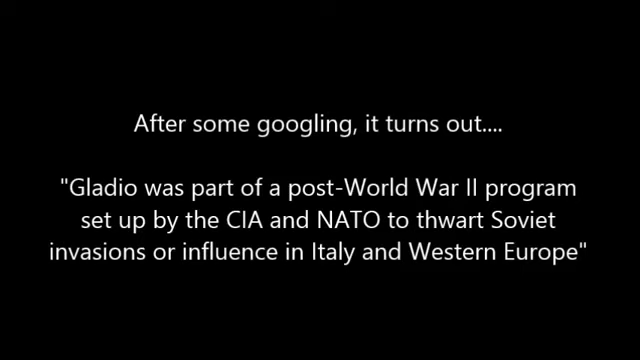 After some googling, it turns out....
"Gladio was part of a post-World War II program
set up by the CIA and NATO to thwart Soviet
invasions or influence in Italy and Western Europe"